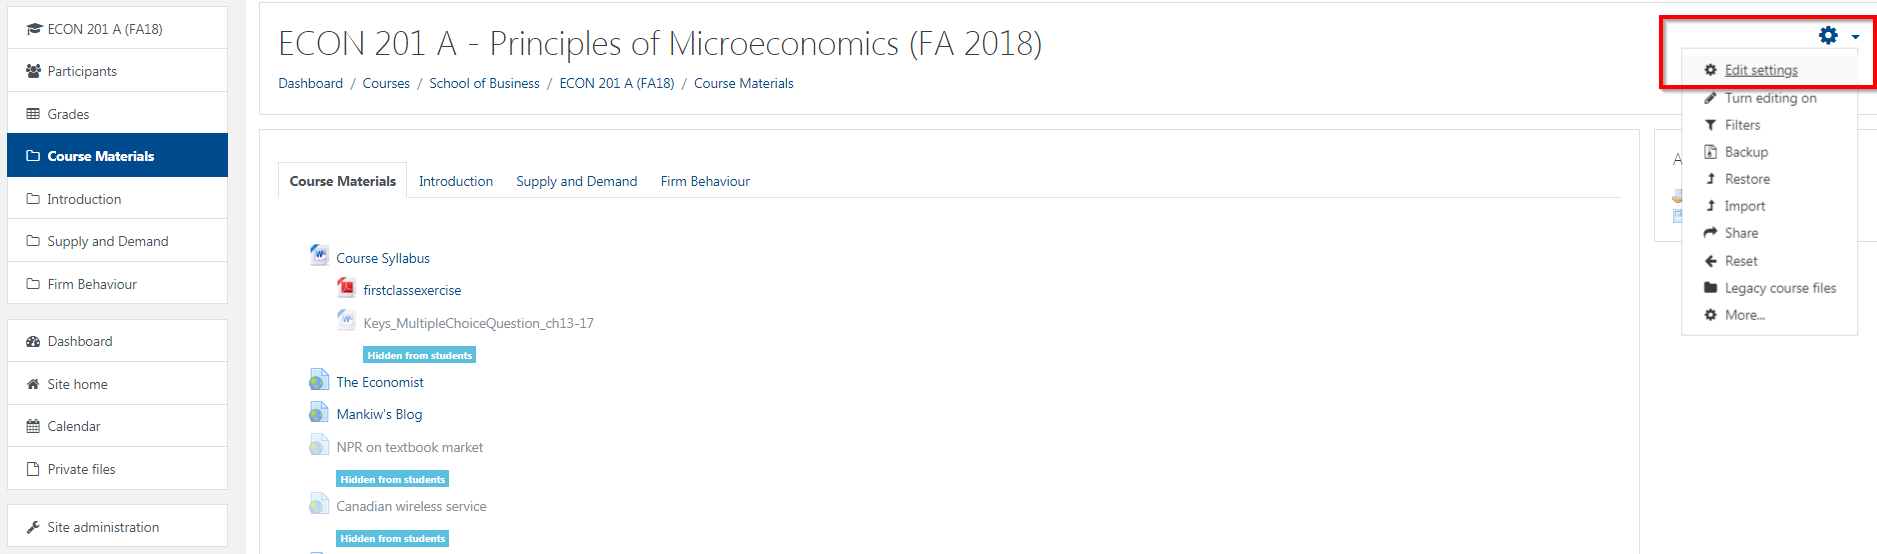 ECON 201 A (FA18)
Participants
Grades
Course Materials
Introduction
Supply and Demand
Firm Behaviour
Dashboard
Site home
Calendar
Private files
Site administration
ECON 201 A - Principles of Microeconomics (FA 2018)
Dashboard / Courses / School of Business / ECON 201 A (FA18) / Course Materials
Course Materials Introduction Supply and Demand Firm Behaviour
Course Syllabus
firstclassexercise
Keys_MultipleChoiceQuestion_ch13-17
Hidden from students
The Economist
Mankiw's Blog
NPR on textbook market
Hidden from students
Canadian wireless service
Hidden from students
Edit settings
Turn editing on
Filters
Backup
Restore
Import
Share
Reset
Legacy course files
More...